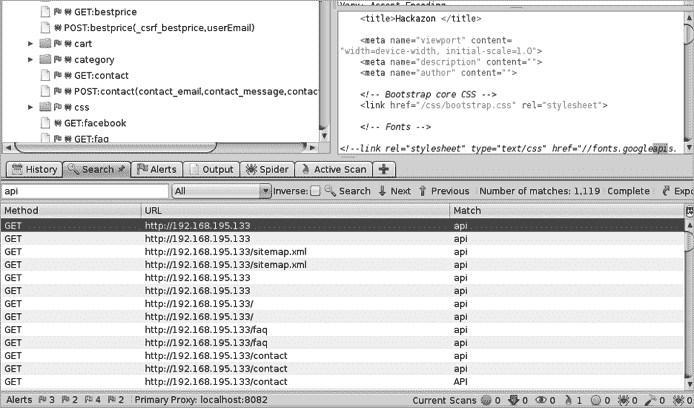 GET:bestprice
POST:bestprice(_csrf_bestprice,userEmail)
cart
category
GET:contact
POST:contact(contact_email,contact_message,contac
css
GET:facebook
GET:faq
<title>Hackazon </title>
<meta name="viewport" content=
"width=device-width, initial-scale=1.0">
<meta name="description" content="">
<meta name="author" content="">
<!-- Bootstrap core CSS -->
<link href="/css/bootstrap.css" rel="stylesheet">
<!-- Fonts -->
<!--link rel="stylesheet" type="text/css" href="//fonts.googleapis.
History Search Alerts Output Spider Active Scan
api All Inverse: Search Next Previous Number of matches: 1,119 Complete Expo
Method URL Match
GET http://192.168.195.133 api
GET http://192.168.195.133 api
GET http://192.168.195.133/sitemap.xml api
GET http://192.168.195.133/sitemap.xml api
GET http://192.168.195.133 api
GET http://192.168.195.133 api
GET http://192.168.195.133/ api
GET http://192.168.195.133/ api
GET http://192.168.195.133/faq api
GET http://192.168.195.133/faq api
GET http://192.168.195.133/contact api
GET http://192.168.195.133/contact api
GET http://192.168.195.133/contact API
Alerts 3 2 4 2 Primary Proxy: localhost:8082 Current Scans 0 0 0 1 0 0 0 0